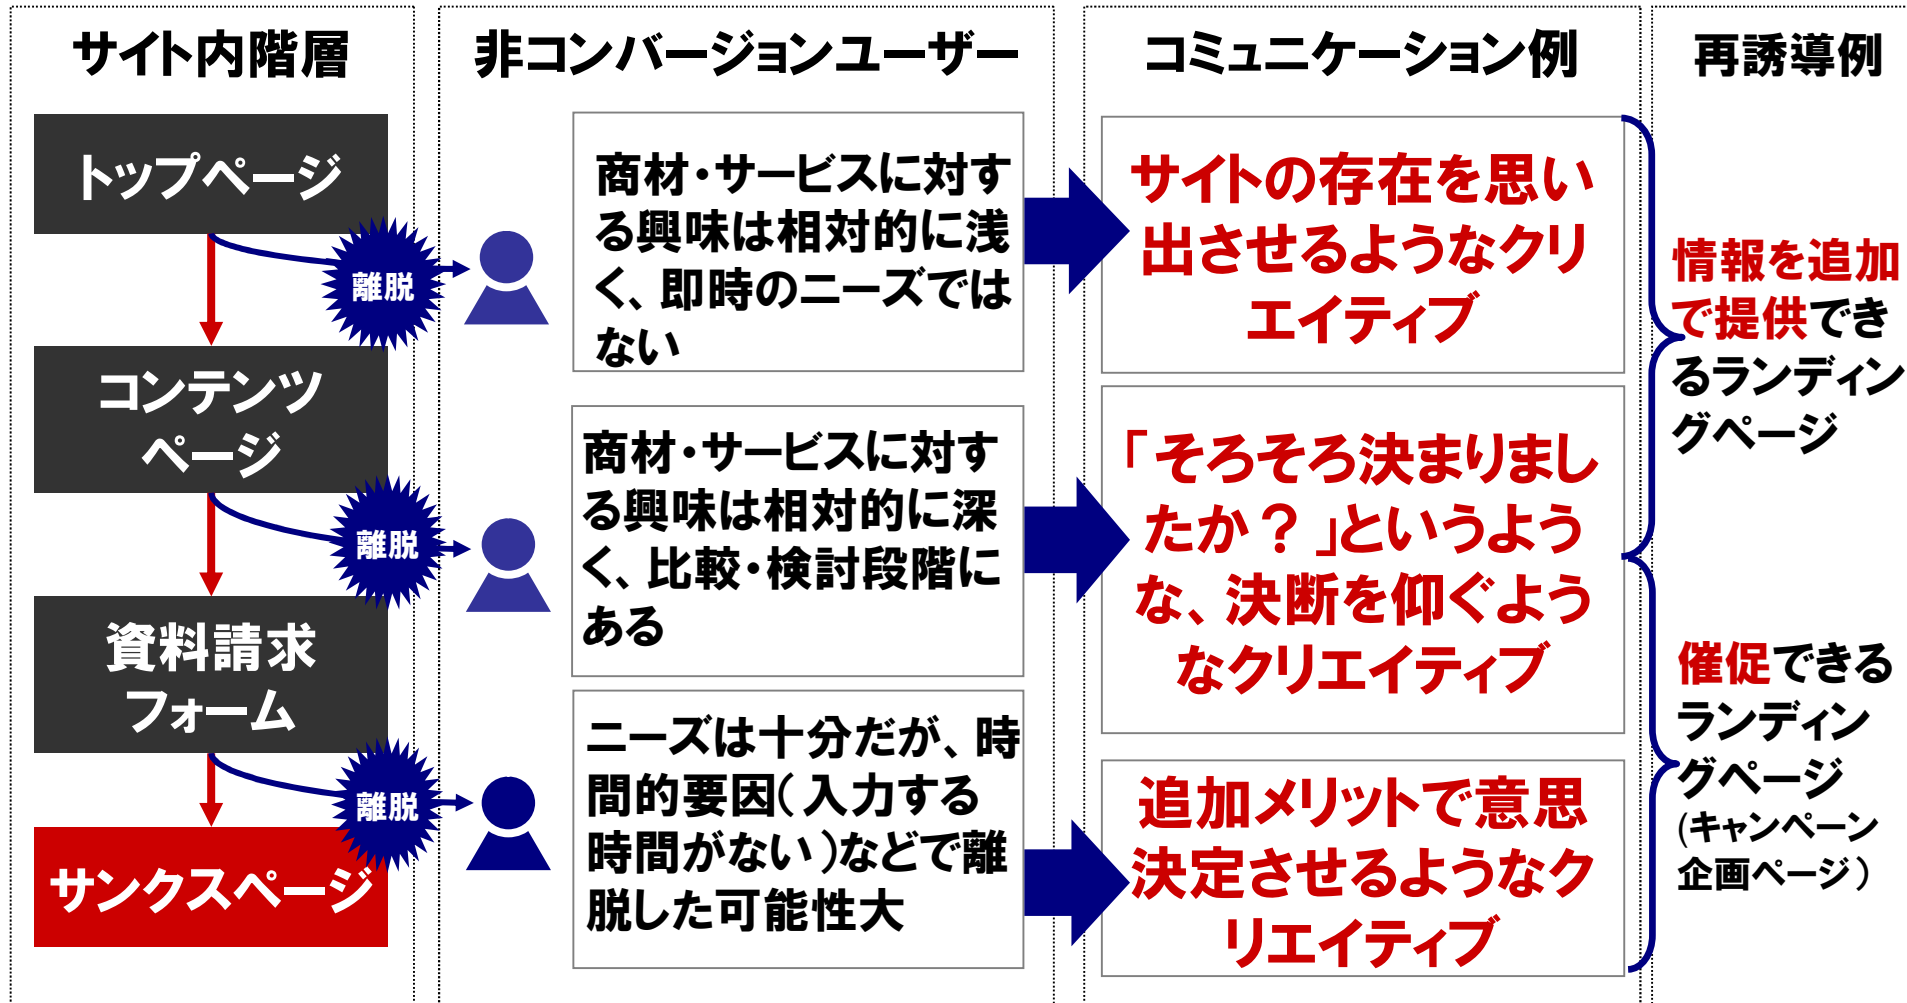 サイト内階層
非コンバージョンユーザー
コミュニケーション例
再誘導例
トップページ
離脱
商材・サービスに対す
る興味は相対的に浅
く、即時のニーズでは
ない
サイトの存在を思い
出させるようなクリ
エイティブ
情報を追加
で提供でき
るランディン
グページ
コンテンツ
ページ
離脱
商材・サービスに対す
る興味は相対的に深
く、比較・検討段階に
ある
「そろそろ決まりまし
たか？」というよう
な、決断を仰ぐよう
なクリエイティブ
資料請求
フォーム
離脱
ニーズは十分だが、時
間的要因（入力する
時間がない）などで離
脱した可能性大
追加メリットで意思
決定させるようなク
リエイティブ
催促できる
ランディン
グページ
（キャンペーン
企画ページ）
サンクスページ